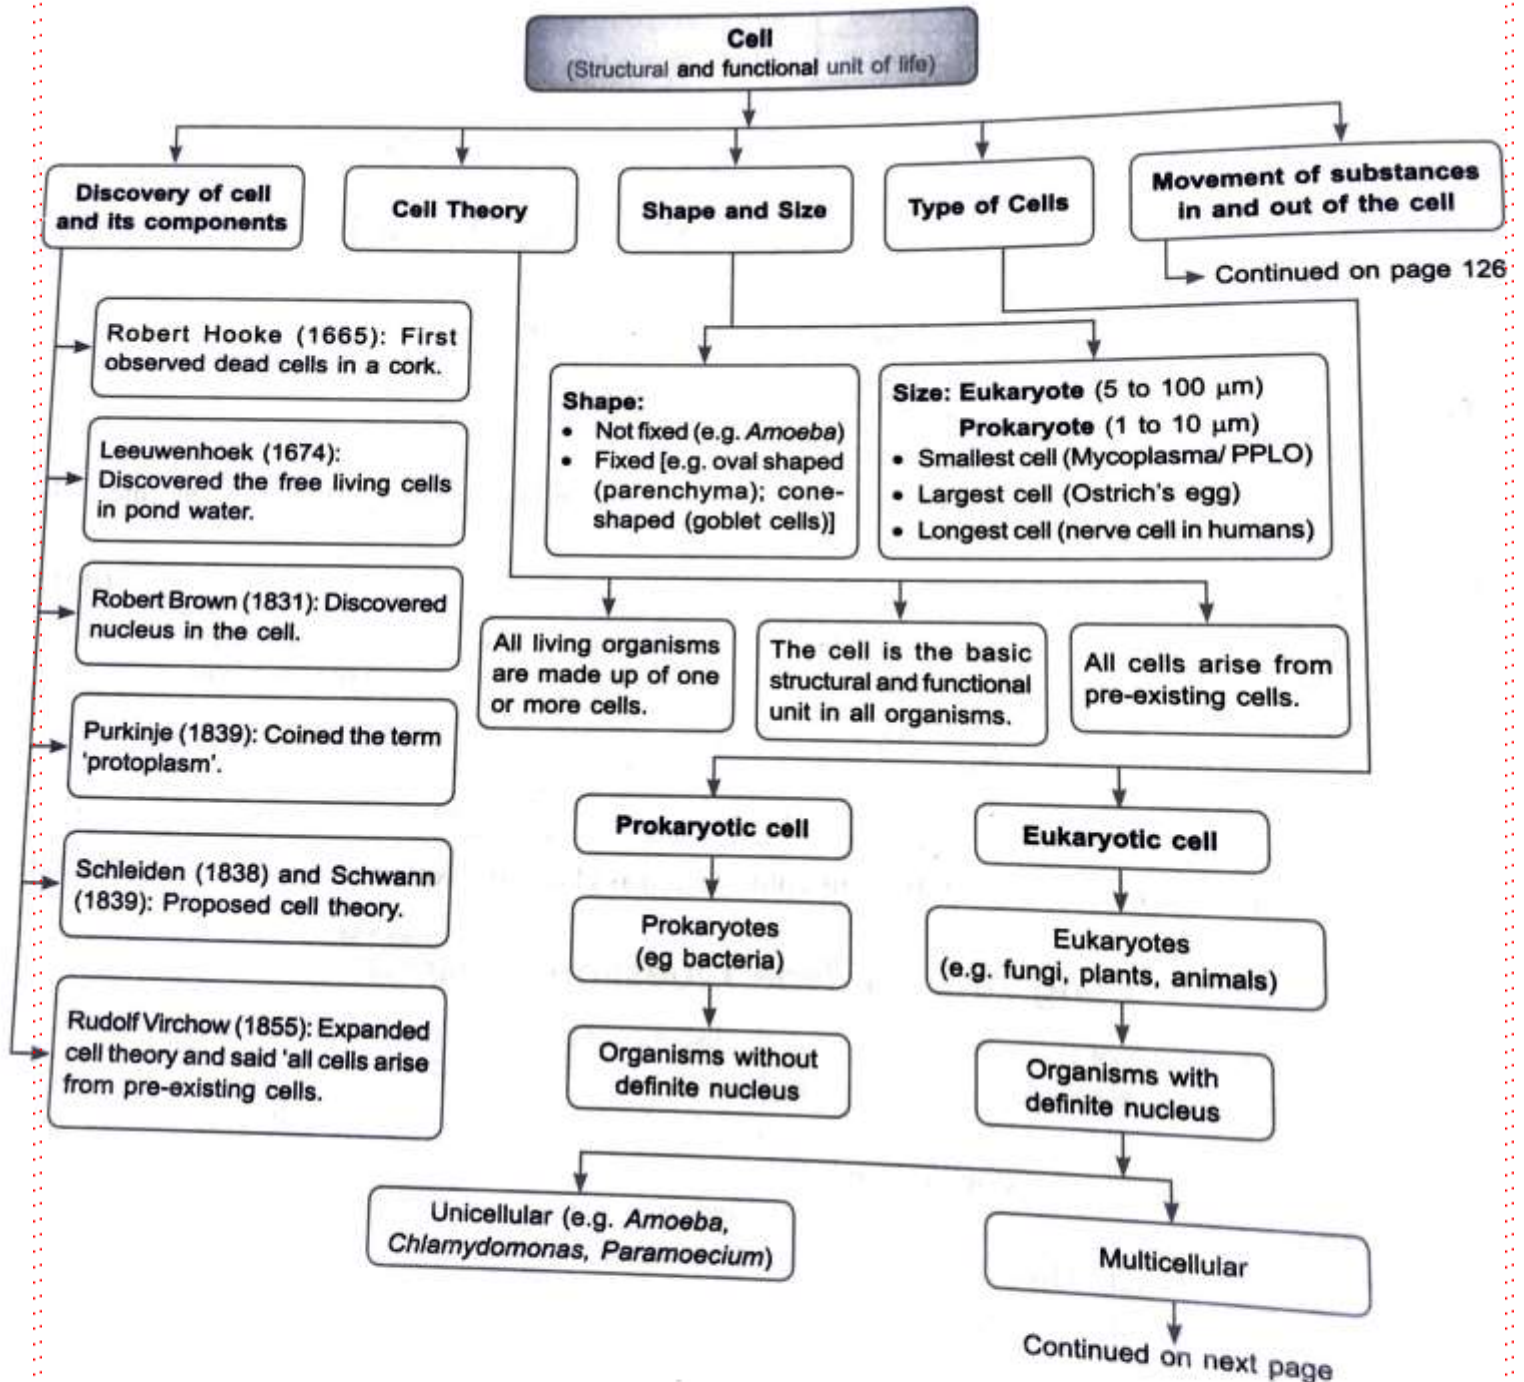 Cell
(Structural and functional unit of life)
Discovery of cell
and its components
Cell Theory
Shape and Size
Type of Cells
Movement of substances
in and out of the cell
Continued on page 126
Robert Hooke (1665): First
observed dead cells in a cork.
Leeuwenhoek (1674):
Discovered the free living cells
in pond water.
Robert Brown (1831): Discovered
nucleus in the cell.
Purkinje (1839): Coined the term
'protoplasm'.
Schleiden (1838) and Schwann
(1839): Proposed cell theory.
Rudolf Virchow (1855): Expanded
cell theory and said 'all cells arise
from pre-existing cells.
Shape:
• Not fixed (e.g. Amoeba)
• Fixed [e.g. oval shaped
(parenchyma); cone-
shaped (goblet cells)]
Size: Eukaryote (5 to 100 μm)
Prokaryote (1 to 10 μm)
• Smallest cell (Mycoplasma/ PPLO)
• Largest cell (Ostrich's egg)
• Longest cell (nerve cell in humans)
All living organisms
are made up of one
or more cells.
The cell is the basic
structural and functional
unit in all organisms.
All cells arise from
pre-existing cells.
Prokaryotic cell
Prokaryotes
(eg bacteria)
Organisms without
definite nucleus
Eukaryotic cell
Eukaryotes
(e.g. fungi, plants, animals)
Organisms with
definite nucleus
Unicellular (e.g. Amoeba,
Chlamydomonas, Paramoecium)
Multicellular
Continued on next page